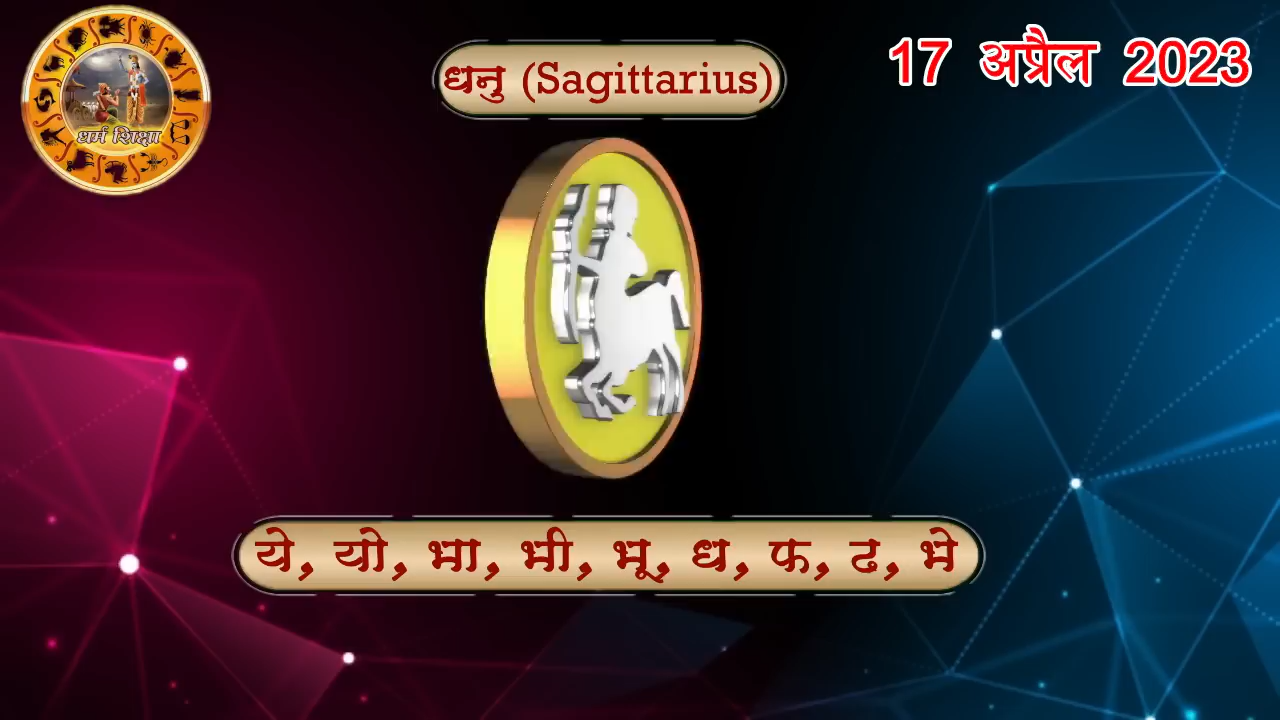 धर्म शिक्षा
धनु (Sagittarius)
17 अप्रैल 2023
ये, यो, भा, भी, भू, ध, फ, ढ, भे